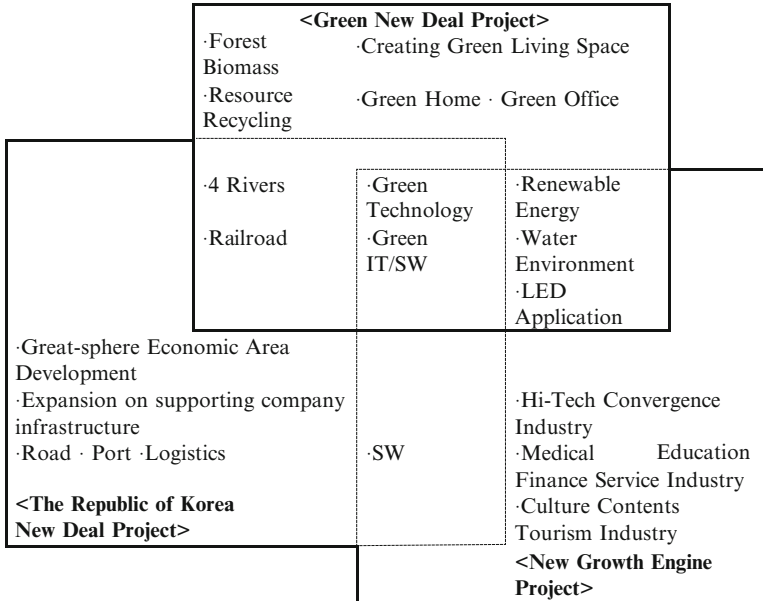 <Green New Deal Project>
·Forest
Biomass
·Creating Green Living Space
·Resource
Recycling
·Green Home · Green Office
·4 Rivers
·Railroad
·Green
Technology
·Green
IT/SW
·Renewable
Energy
·Water
Environment
·LED
Application
·Great-sphere Economic Area
Development
·Expansion on supporting company
infrastructure
·Road · Port ·Logistics
<The Republic of Korea
New Deal Project>
·SW
·Hi-Tech Convergence
Industry
·Medical Education
Finance Service Industry
·Culture Contents
Tourism Industry
<New Growth Engine
Project>